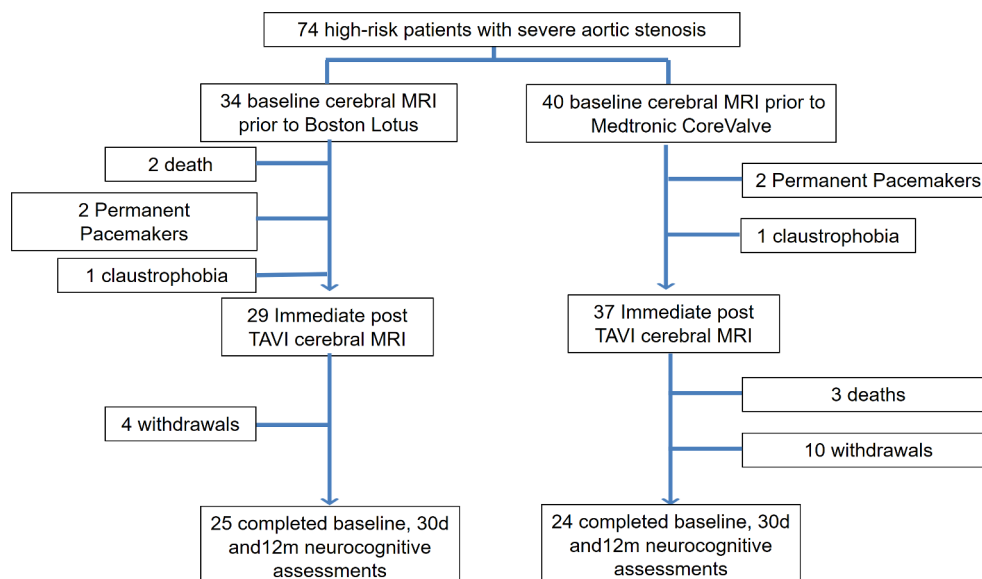 74 high-risk patients with severe aortic stenosis
34 baseline cerebral MRI
prior to Boston Lotus
40 baseline cerebral MRI prior to
Medtronic CoreValve
2 death
2 Permanent
Pacemakers
1 claustrophobia
2 Permanent Pacemakers
1 claustrophobia
29 Immediate post
TAVI cerebral MRI
37 Immediate post
TAVI cerebral MRI
4 withdrawals
3 deaths
10 withdrawals
25 completed baseline, 30d
and12m neurocognitive
assessments
24 completed baseline, 30d
and12m neurocognitive
assessments